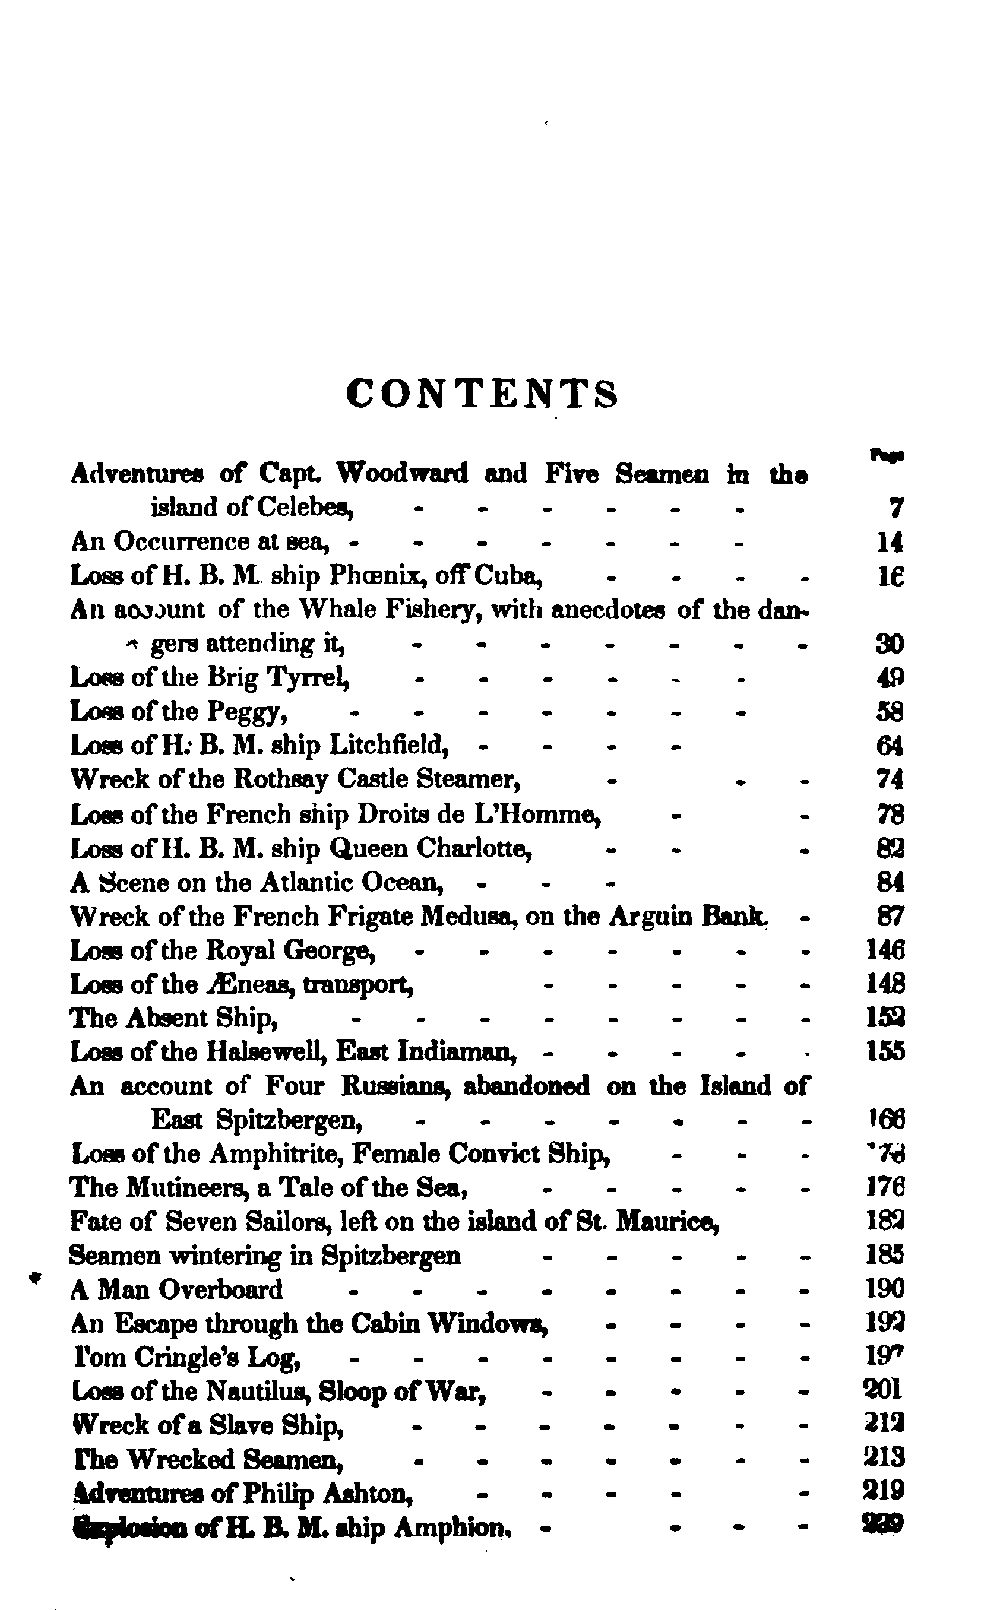 CONTENTS
Page
Adventures of Capt. Woodward and Five Seamen in the
island of Celebes, - - - - - - 7
An Occurrence at sea, - - - - - - - 14
Loss of H. B. M. ship Phœnix, off Cuba, - - - - 16
An account of the Whale Fishery, with anecdotes of the dan-
gers attending it, - - - - - - - 30
Loss of the Brig Tyrrel, - - - - - - 49
Loss of the Peggy, - - - - - - - 58
Loss of H. B. M. ship Litchfield, - - - - 64
Wreck of the Rothsay Castle Steamer, - - - 74
Loss of the French ship Droits de L'Homme, - - 78
Loss of H. B. M. ship Queen Charlotte, - - - 82
A Scene on the Atlantic Ocean, - - - 84
Wreck of the French Frigate Medusa, on the Arguin Bank. - 87
Loss of the Royal George, - - - - - - - 146
Loss of the Æneas, transport, - - - - - 148
The Absent Ship, - - - - - - - - 152
Loss of the Halsewell, East Indiaman, - - - - - 155
An account of Four Russians, abandoned on the Island of
East Spitzbergen, - - - - - - - 166
Loss of the Amphitrite, Female Convict Ship, - - -
The Mutineers, a Tale of the Sea, - - - - - 176
Fate of Seven Sailors, left on the island of St. Maurice, 182
Seamen wintering in Spitzbergen - - - - - 185
A Man Overboard - - - - - - - - 190
An Escape through the Cabin Windows, - - - - 192
Tom Cringle's Log, - - - - - - - - 197
Loss of the Nautilus, Sloop of War, - - - - - 201
Wreck of a Slave Ship, - - - - - - - 212
The Wrecked Seamen, - - - - - - - 213
Adventures of Philip Ashton, - - - - - 219
Explosion of H. B. M. ship Amphion, - - - -